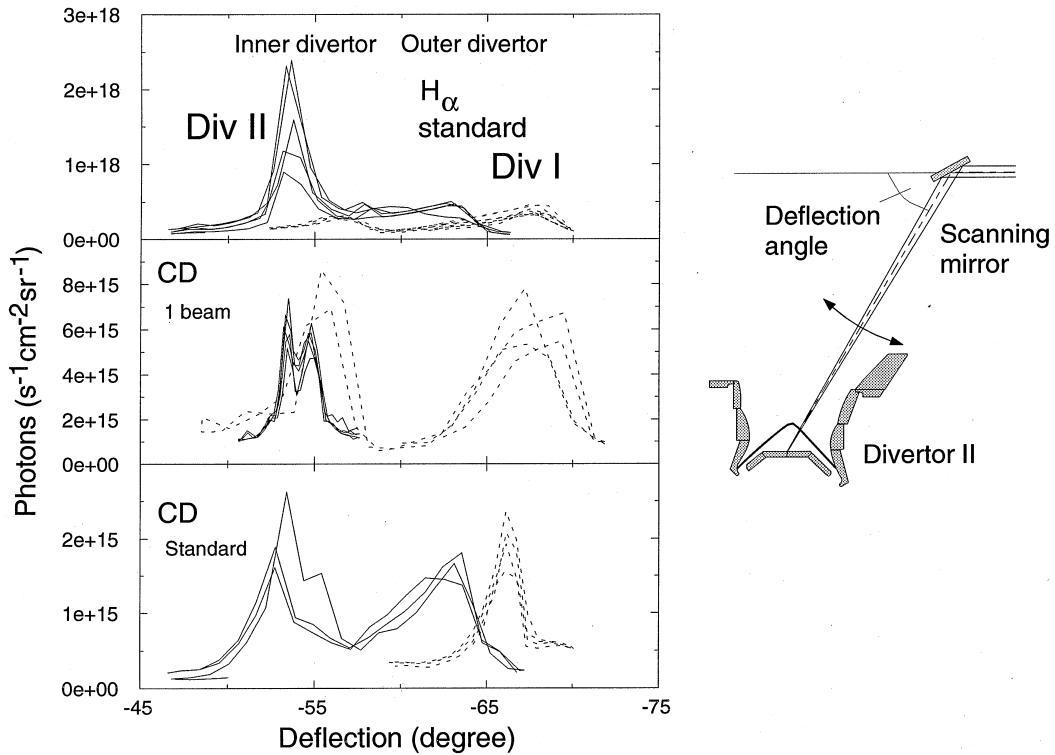 3e+18
Inner divertor Outer divertor
2e+18
Hα
Div II
standard
1e+18
Div I
0e+00
CD
8e+15
1 beam
6e+15
4e+15
2e+15
0e+00
CD
2e+15
Standard
1e+15
0e+00
-45 -55 -65 -75
Deflection (degree)
Photons (s⁻¹cm⁻²sr⁻¹)
Deflection
angle
Scanning
mirror
Divertor II